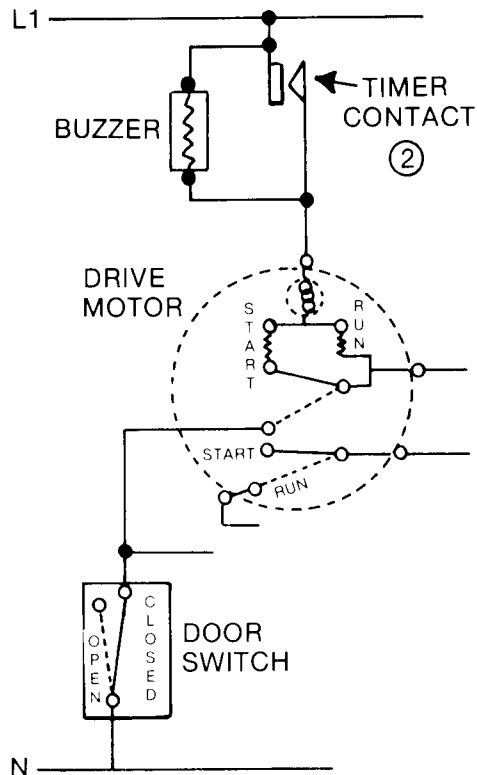 L1
BUZZER
TIMER
CONTACT
②
DRIVE
MOTOR
START
RUN
START
RUN
OPEN
CLOSED
DOOR
SWITCH
N